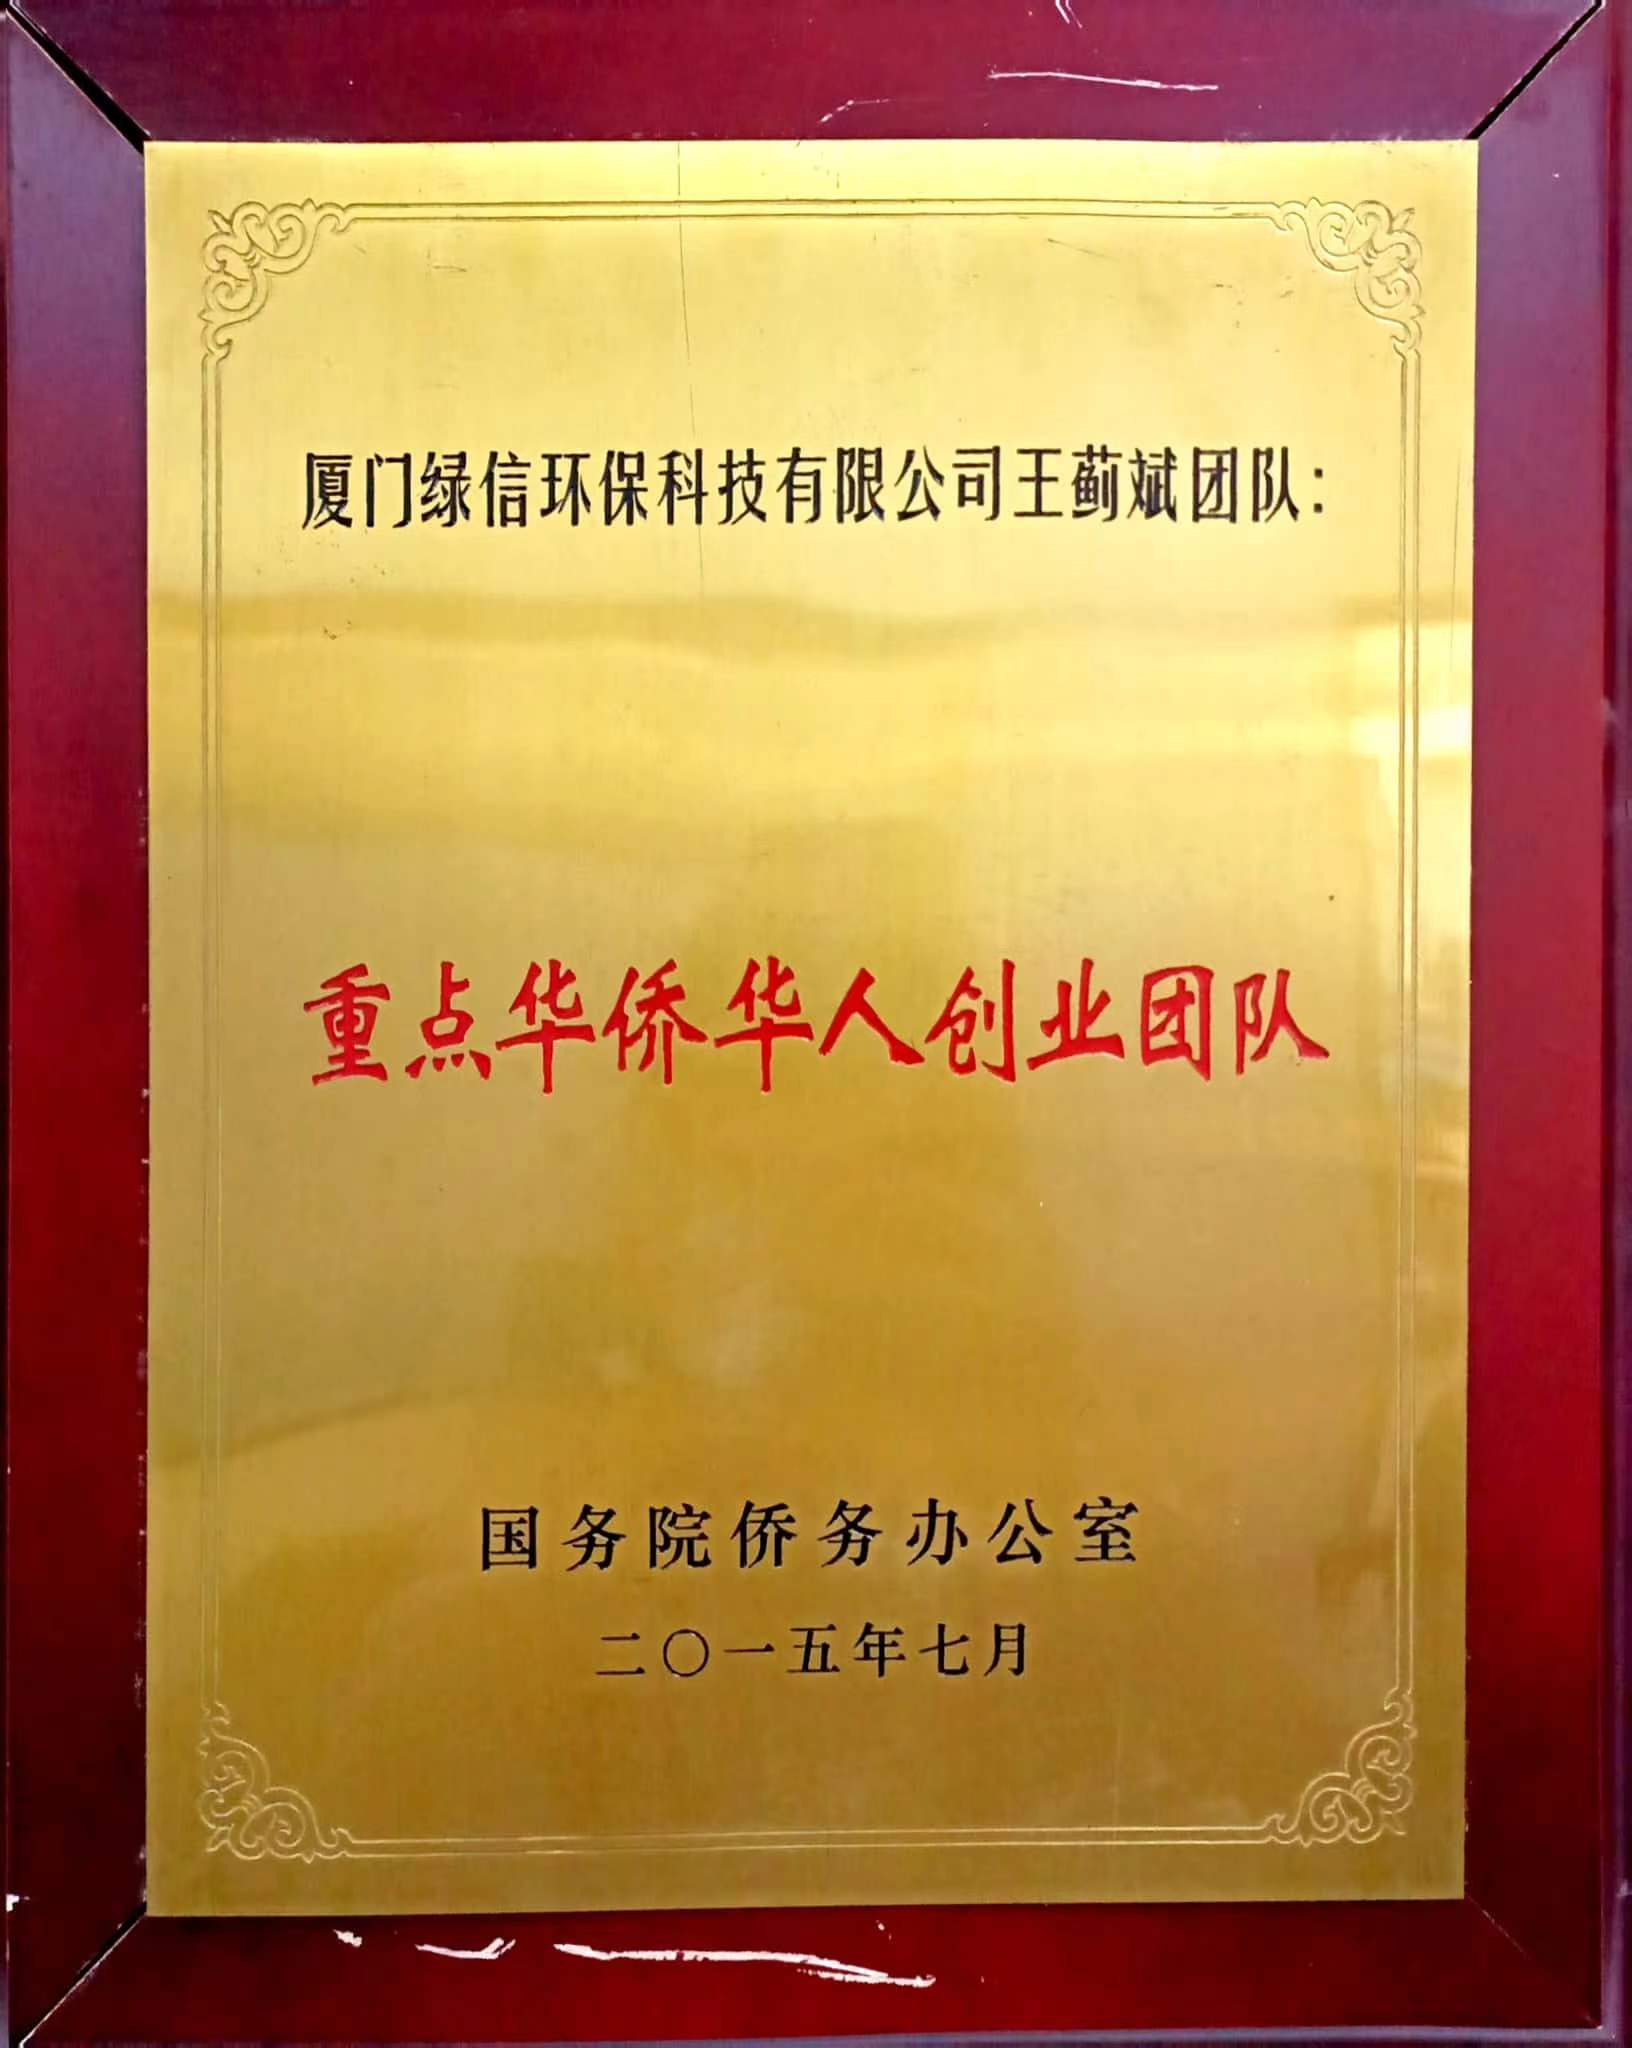 厦门绿信环保科技有限公司王蓟斌团队：
重点华侨华人创业团队
国务院侨务办公室
二〇一五年七月